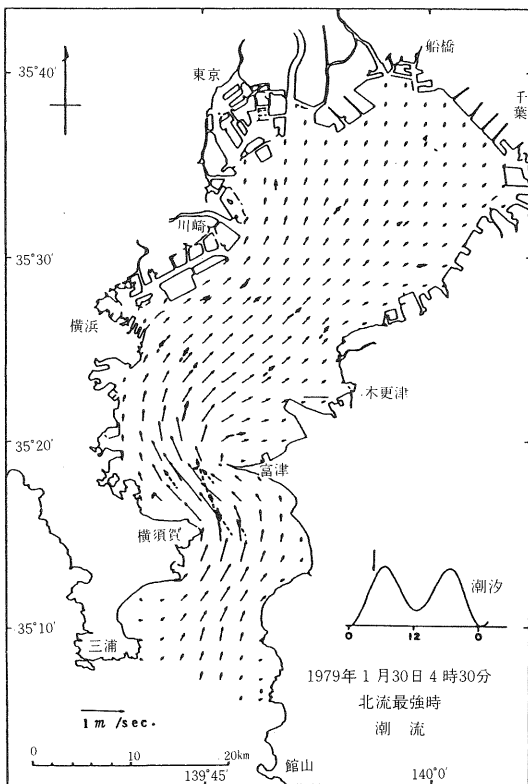 船橋
35°40′
東京
千葉
川崎
35°30′
横浜
木更津
35°20′
富津
横須賀
潮汐
35°10′
0 12 0
三浦
1979年1月30日4時30分
北流最強時
潮 流
1 m /sec.
0 10 20km
139°45′
館山
140°0′